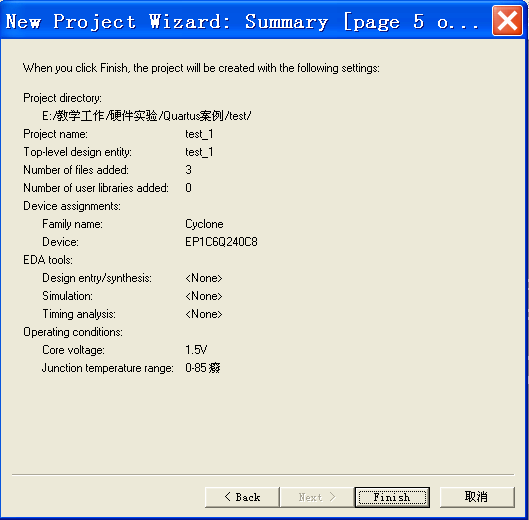 New Project Wizard: Summary [page 5 o...
When you click Finish, the project will be created with the following settings:
Project directory:
E:/教学工作/硬件实验/Quartus案例/test/
Project name: test_1
Top-level design entity: test_1
Number of files added: 3
Number of user libraries added: 0
Device assignments:
Family name: Cyclone
Device: EP1C6Q240C8
EDA tools:
Design entry/synthesis: <None>
Simulation: <None>
Timing analysis: <None>
Operating conditions:
Core voltage: 1.5V
Junction temperature range: 0-85 癈
< Back Next > Finish 取消